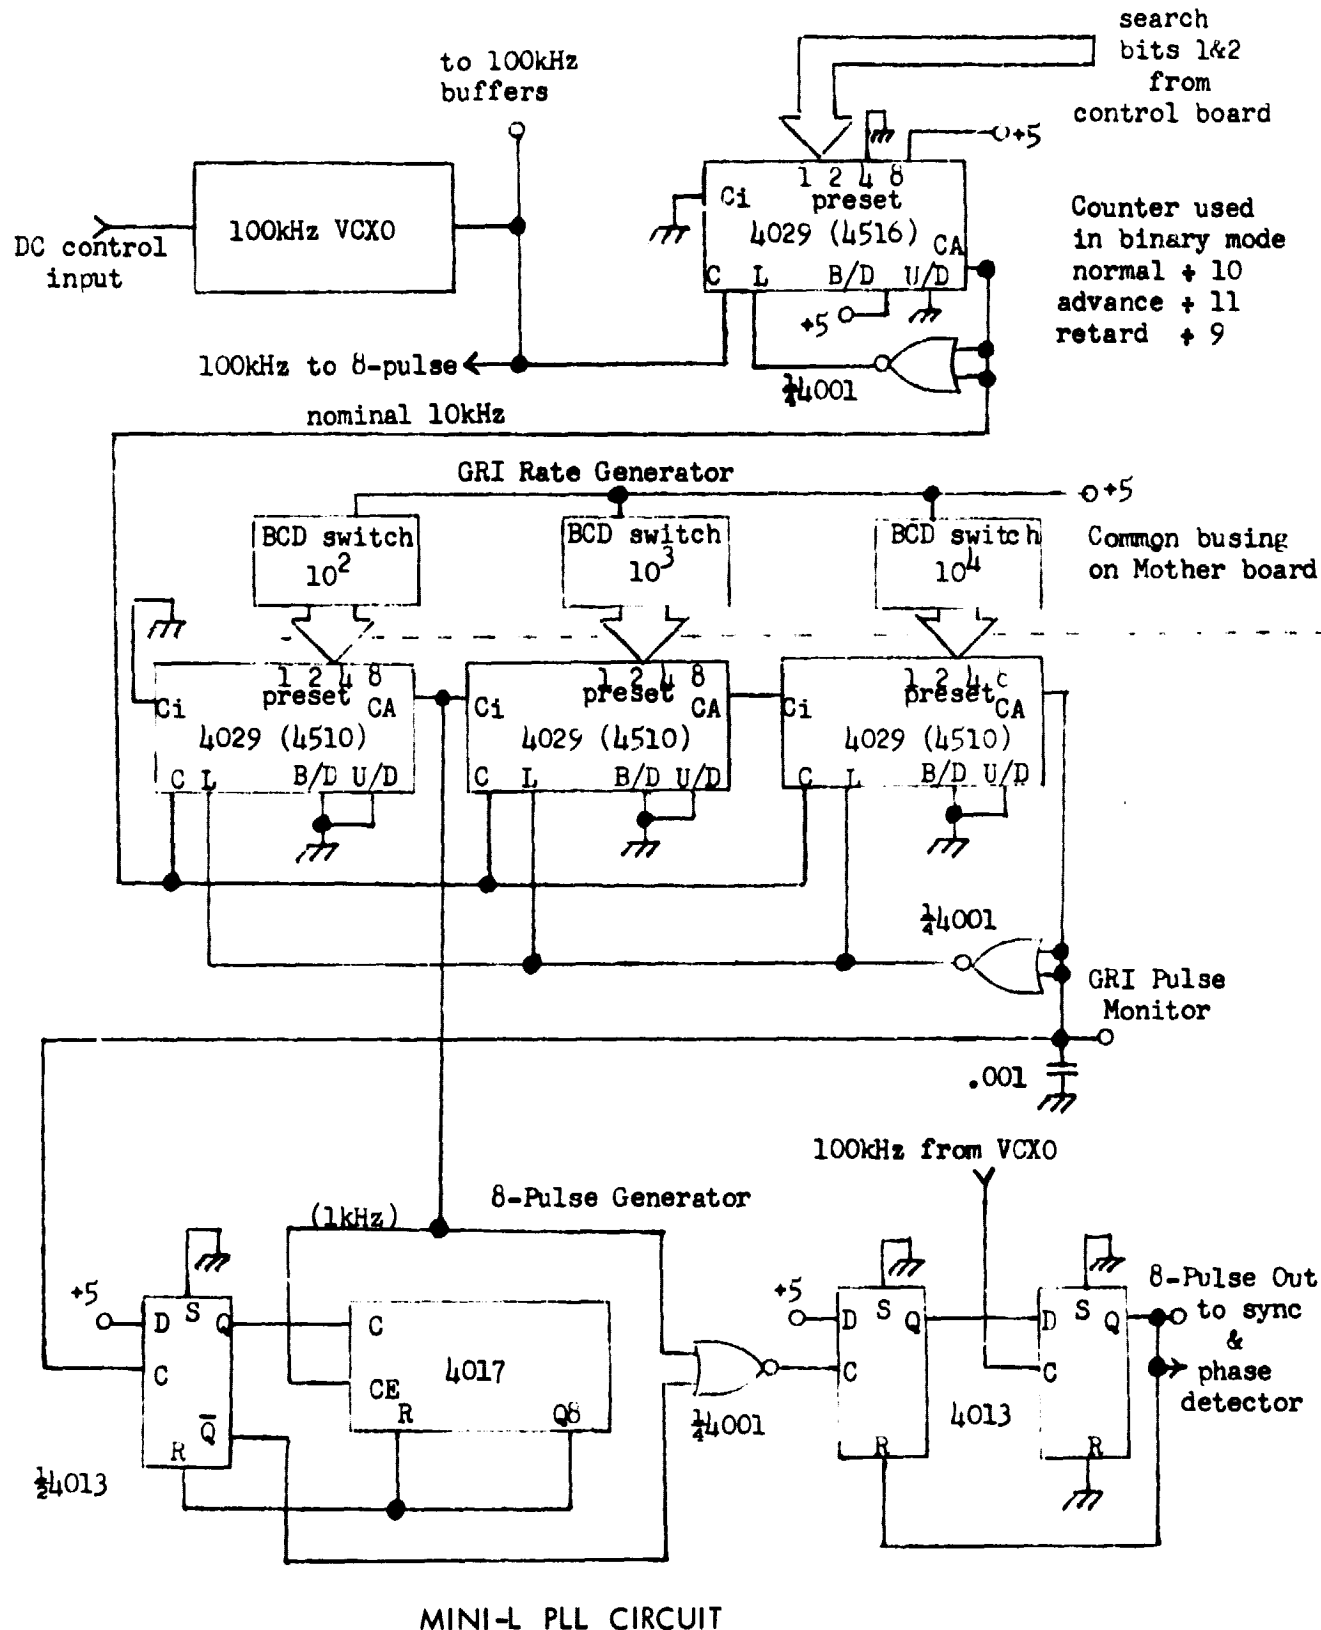 search
bits 1&2
from
control board
to 100kHz
buffers
+5
1 2 4 8
Ci preset
4029 (4516)
CA
C L B/D U/D
+5
100kHz VCXO
DC control
input
Counter used
in binary mode
normal ÷ 10
advance ÷ 11
retard ÷ 9
100kHz to 8-pulse
¼4001
nominal 10kHz
GRI Rate Generator
+5
BCD switch
10²
BCD switch
10³
BCD switch
10⁴
Common busing
on Mother board
1 2 4 8
preset
Ci CA
4029 (4510)
C L B/D U/D
1 2 4 8
preset
Ci CA
4029 (4510)
C L B/D U/D
1 2 4 8
preset
Ci CA
4029 (4510)
C L B/D U/D
¼4001
GRI Pulse
Monitor
.001
100kHz from VCXO
8-Pulse Generator
(1kHz)
+5
D S Q
C
Q̅
R
½4013
C
4017
CE
R Q8
¼4001
+5
D S Q
C
R
4013
D S Q
C
R
8-Pulse Out
to sync
&
phase
detector
MINI-L PLL CIRCUIT